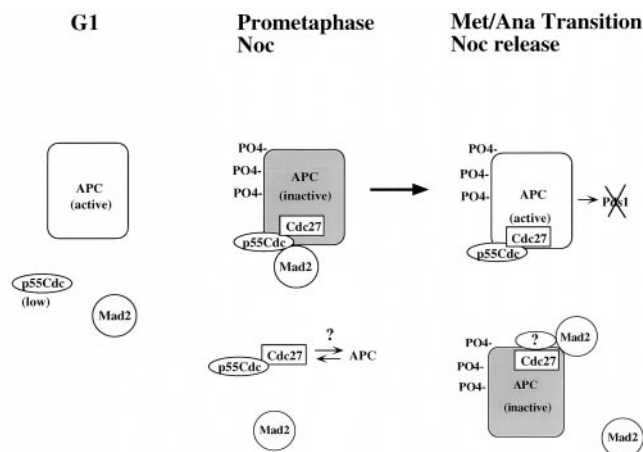 G1
Prometaphase
Noc
Met/Ana Transition
Noc release
APC
(active)
p55Cdc
(low)
Mad2
PO4-
PO4-
PO4-
APC
(inactive)
Cdc27
p55Cdc
Mad2
p55Cdc
Cdc27
?
APC
Mad2
PO4-
PO4-
PO4-
APC
(active)
Cdc27
p55Cdc
Pds1
PO4-
PO4-
PO4-
?
Mad2
Cdc27
APC
(inactive)
Mad2